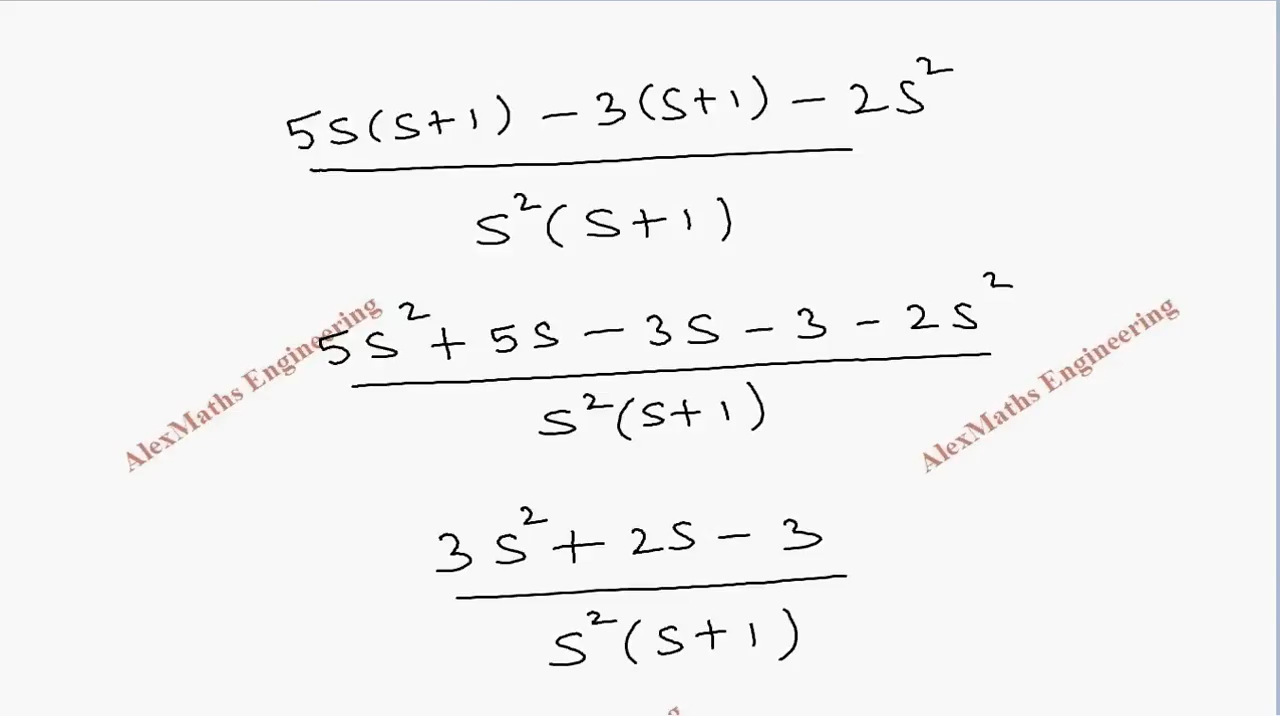 5s(s+1) - 3(s+1) - 2s²
s²(s+1)
5s² + 5s - 3s - 3 - 2s²
s²(s+1)
AlexMaths Engineering
AlexMaths Engineering
3s² + 2s - 3
s²(s+1)